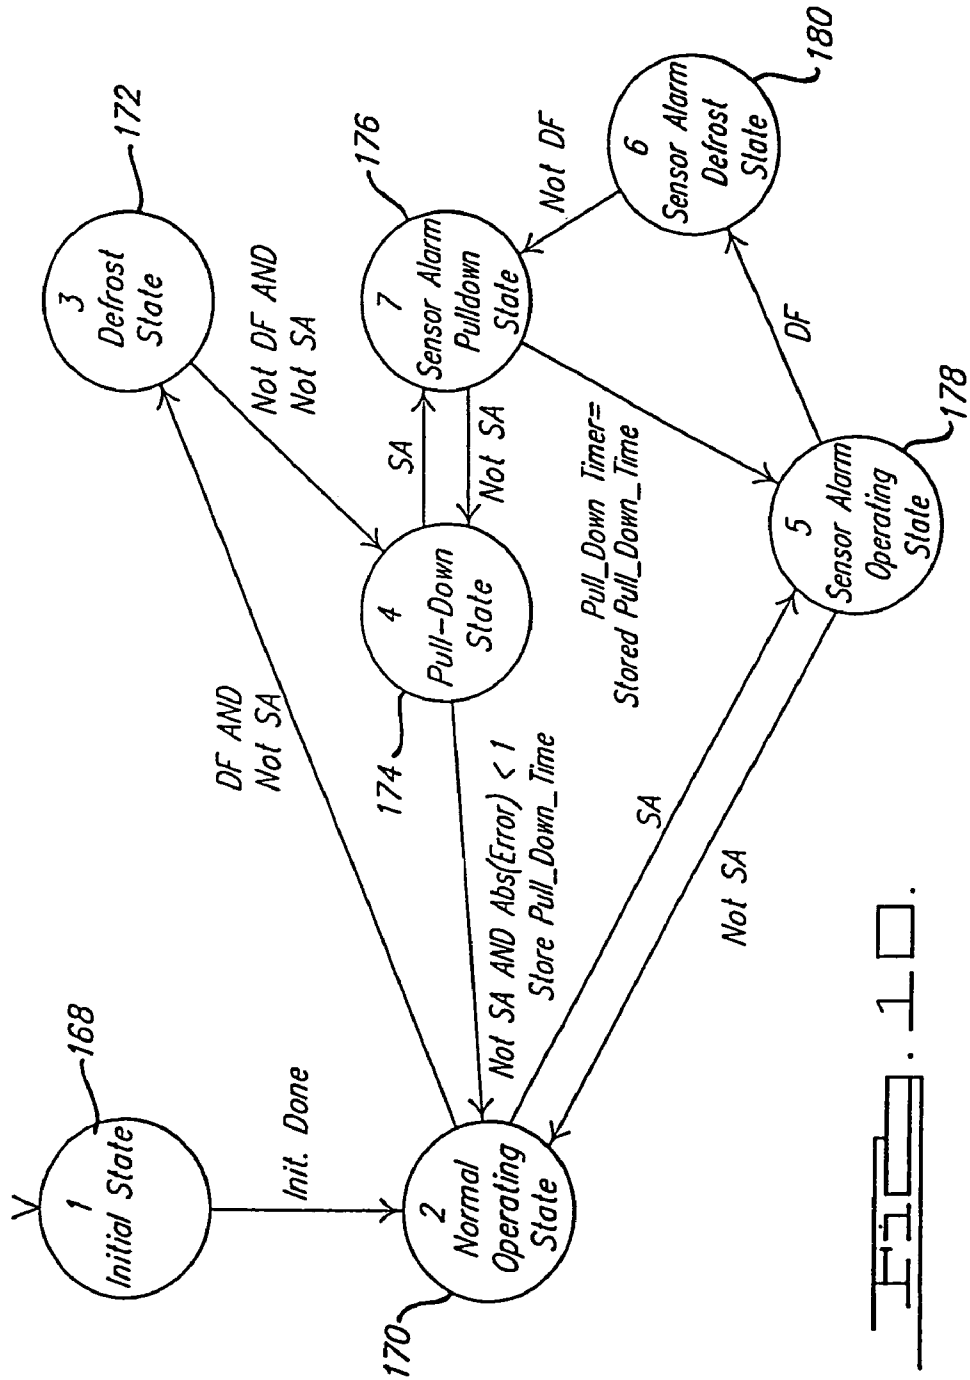 168
1
Initial State
Init. Done
170
2
Normal
Operating
State
DF AND
Not SA
172
3
Defrost
State
Not DF AND
Not SA
174
4
Pull-Down
State
SA
Not SA
176
7
Sensor Alarm
Pulldown
State
Not SA AND Abs(Error) < 1
Store Pull_Down_Time
Pull_Down Timer=
Stored Pull_Down_Time
Not DF
6
Sensor Alarm
Defrost
State
180
DF
SA
Not SA
5
Sensor Alarm
Operating
State
178
Fig. 10.